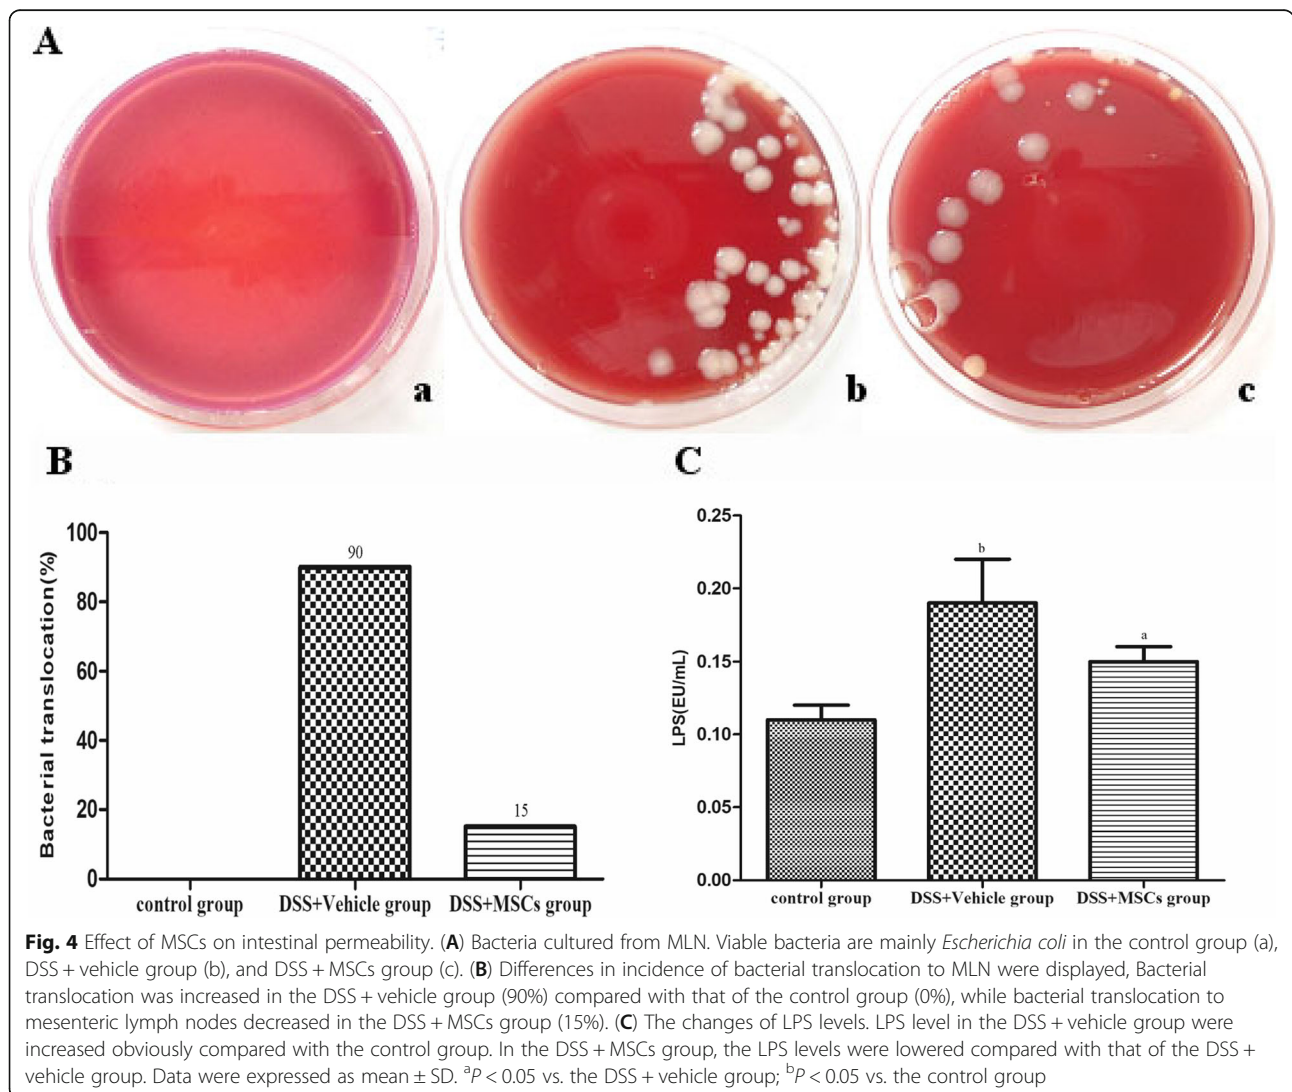 A
a
b
c
B
C
Bacterial translocation(%)
100
80
60
40
20
0
90
15
control group
DSS+Vehicle group
DSS+MSCs group
LPS(EU/mL)
0.25
0.20
0.15
0.10
0.05
0.00
b
a
control group
DSS+Vehicle group
DSS+MSCs group
Fig. 4 Effect of MSCs on intestinal permeability. (A) Bacteria cultured from MLN. Viable bacteria are mainly Escherichia coli in the control group (a),
DSS + vehicle group (b), and DSS + MSCs group (c). (B) Differences in incidence of bacterial translocation to MLN were displayed, Bacterial
translocation was increased in the DSS + vehicle group (90%) compared with that of the control group (0%), while bacterial translocation to
mesenteric lymph nodes decreased in the DSS + MSCs group (15%). (C) The changes of LPS levels. LPS level in the DSS + vehicle group were
increased obviously compared with the control group. In the DSS + MSCs group, the LPS levels were lowered compared with that of the DSS +
vehicle group. Data were expressed as mean ± SD. ᵃP < 0.05 vs. the DSS + vehicle group; ᵇP < 0.05 vs. the control group